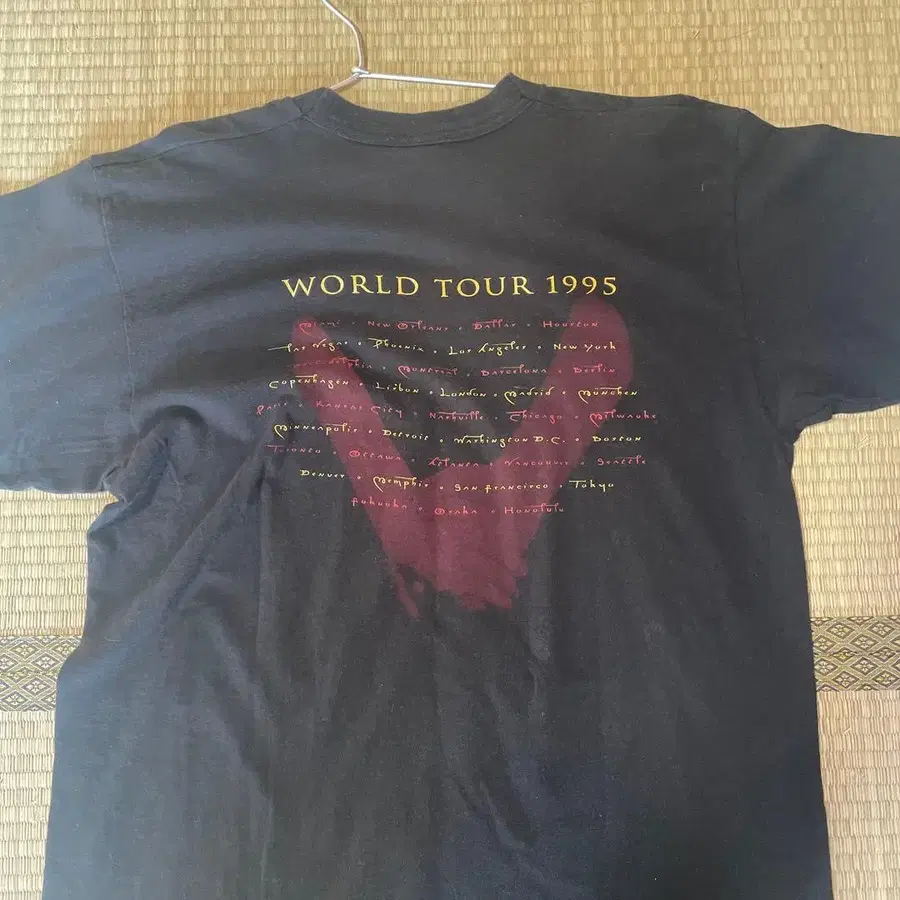 WORLD TOUR 1995
Miami • New Orleans • Dallas • Houston
Las Vegas • Phoenix • Los Angeles • New York
Philadelphia • Montreal • Barcelona • Berlin
Copenhagen • Lisbon • London • Madrid • München
Paris • Kansas City • Nashville • Chicago • Milwaukee
Minneapolis • Detroit • Washington D.C. • Boston
Toronto • Ottawa • Atlanta • Vancouver • Seattle
Denver • Memphis • San Francisco • Tokyo
Fukuoka • Osaka • Honolulu